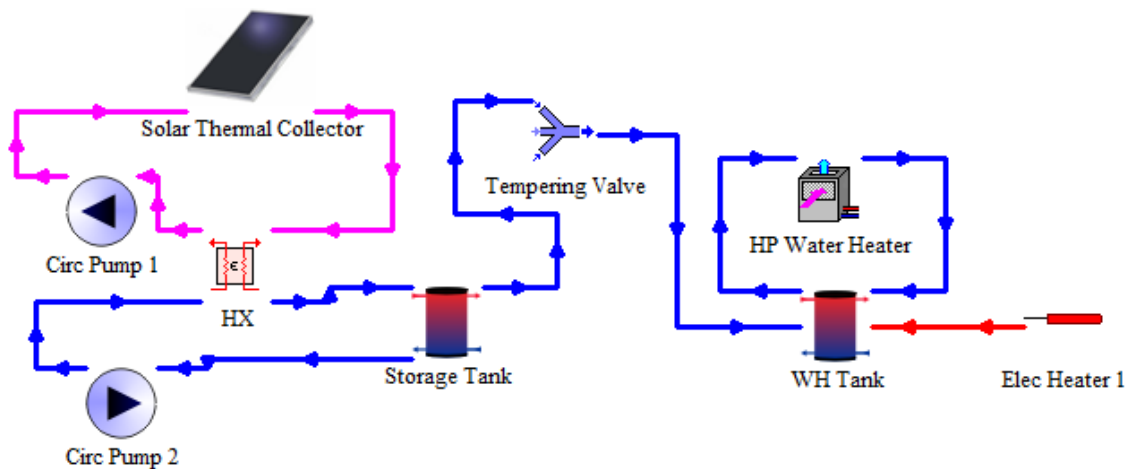 Solar Thermal Collector
Circ Pump 1
ϵ
HX
Circ Pump 2
Storage Tank
Tempering Valve
HP Water Heater
WH Tank
Elec Heater 1